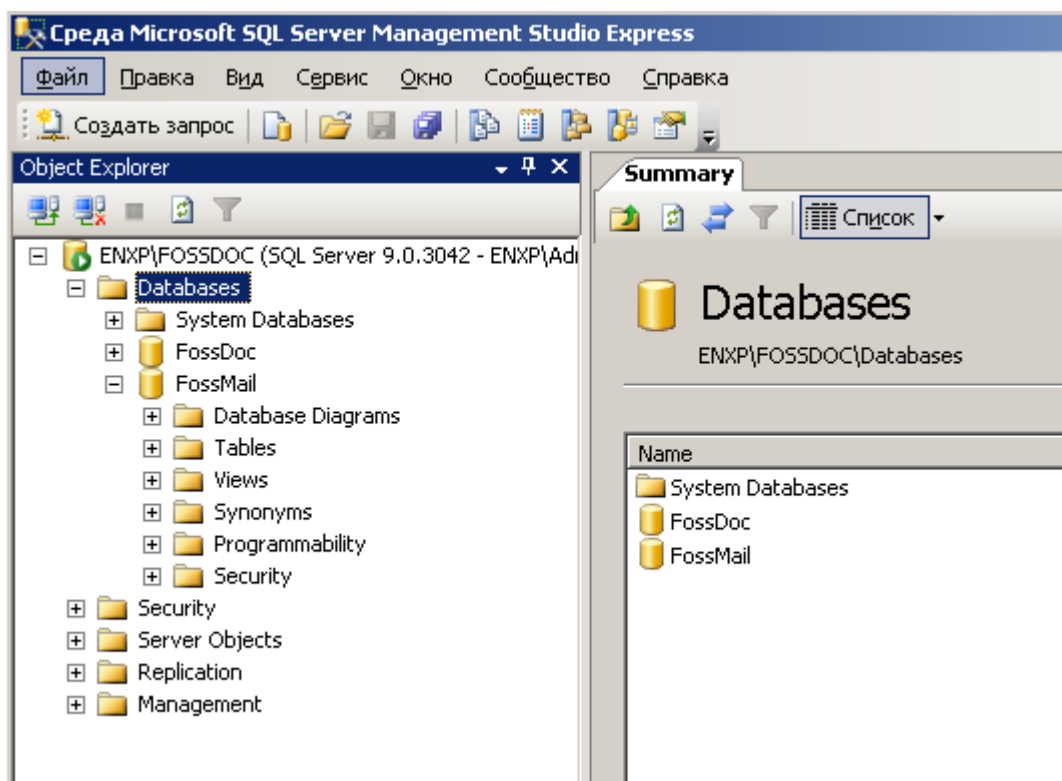 Среда Microsoft SQL Server Management Studio Express
Файл Правка Вид Сервис Окно Сообщество Справка
Создать запрос
Object Explorer
ENXP\FOSSDOC (SQL Server 9.0.3042 - ENXP\Adm
Databases
System Databases
FossDoc
FossMail
Database Diagrams
Tables
Views
Synonyms
Programmability
Security
Security
Server Objects
Replication
Management
Summary
Список
Databases
ENXP\FOSSDOC\Databases
Name
System Databases
FossDoc
FossMail